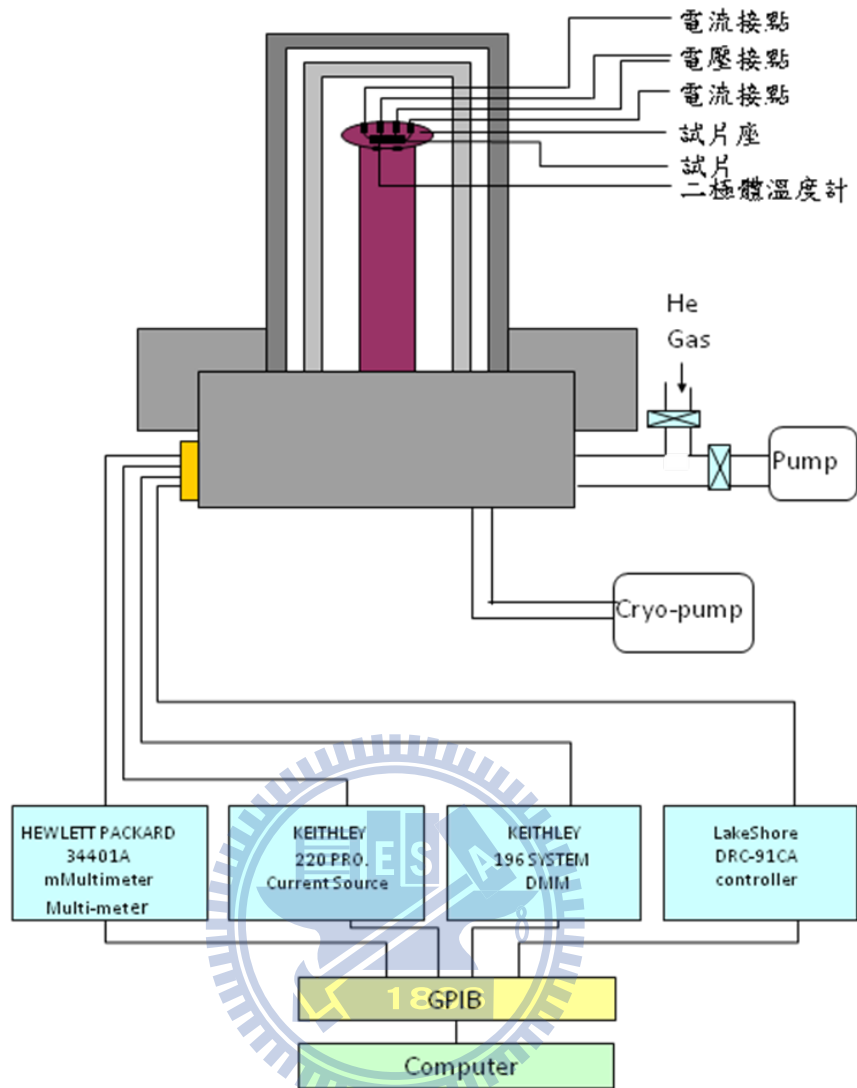 電流接點
電壓接點
電流接點
試片座
試片
二極體溫度計
He
Gas
Pump
Cryo-pump
HEWLETT PACKARD
34401A
mMultimeter
Multi-meter
KEITHLEY
220 PRO.
Current Source
KEITHLEY
196 SYSTEM
DMM
LakeShore
DRC-91CA
controller
ESA
GPIB
1896
Computer